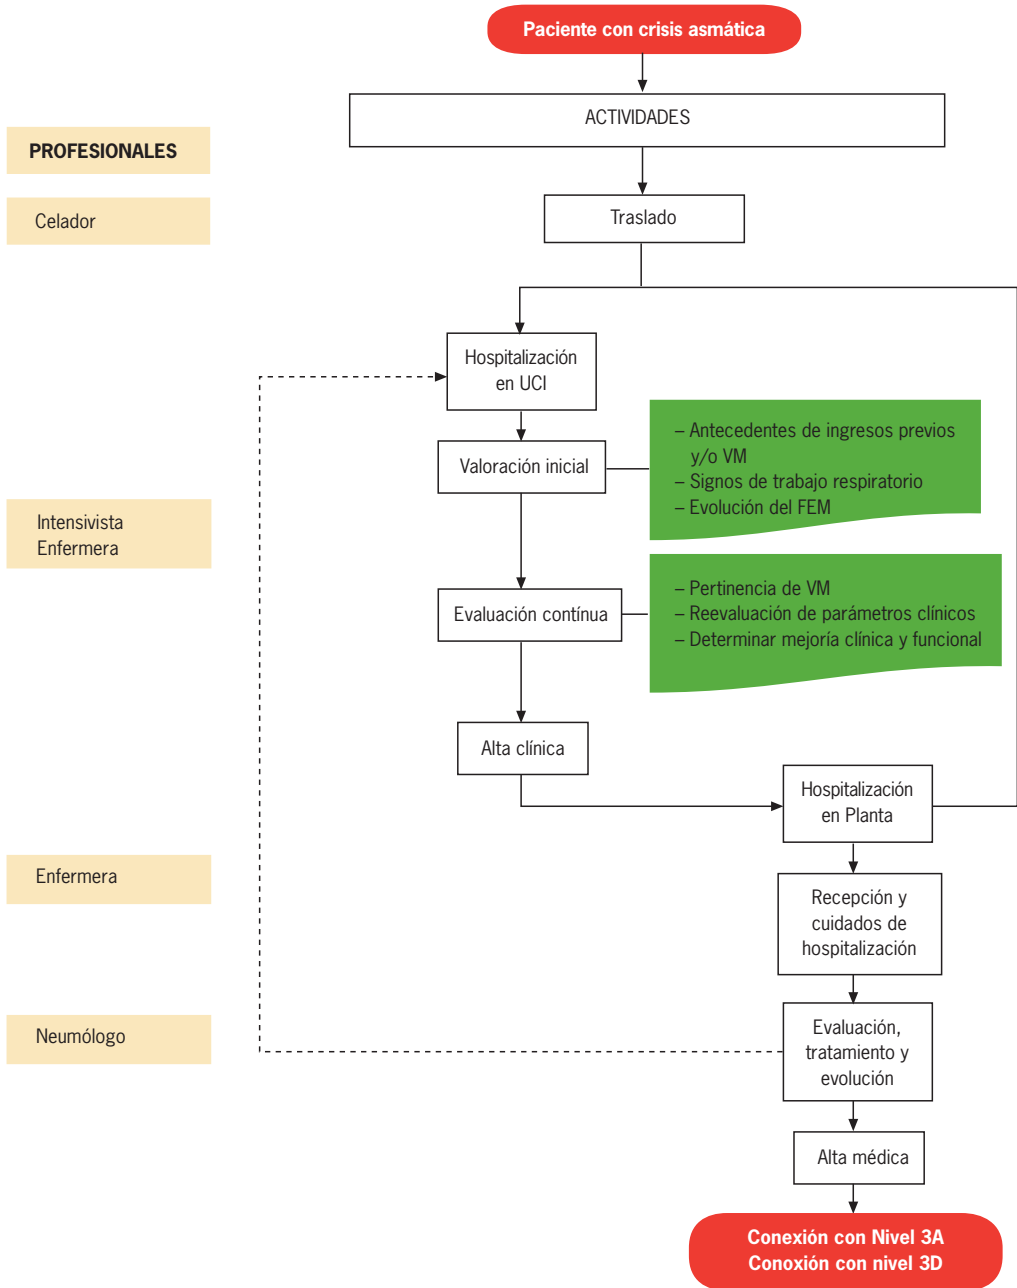 Paciente con crisis asmática
ACTIVIDADES
PROFESIONALES
Celador
Traslado
Hospitalización
en UCI
– Antecedentes de ingresos previos
y/o VM
– Signos de trabajo respiratorio
– Evolución del FEM
Valoración inicial
Intensivista
Enfermera
– Pertinencia de VM
– Reevaluación de parámetros clínicos
– Determinar mejoría clínica y funcional
Evaluación contínua
Alta clínica
Hospitalización
en Planta
Enfermera
Recepción y
cuidados de
hospitalización
Neumólogo
Evaluación,
tratamiento y
evolución
Alta médica
Conexión con Nivel 3A
Conoxión con nivel 3D